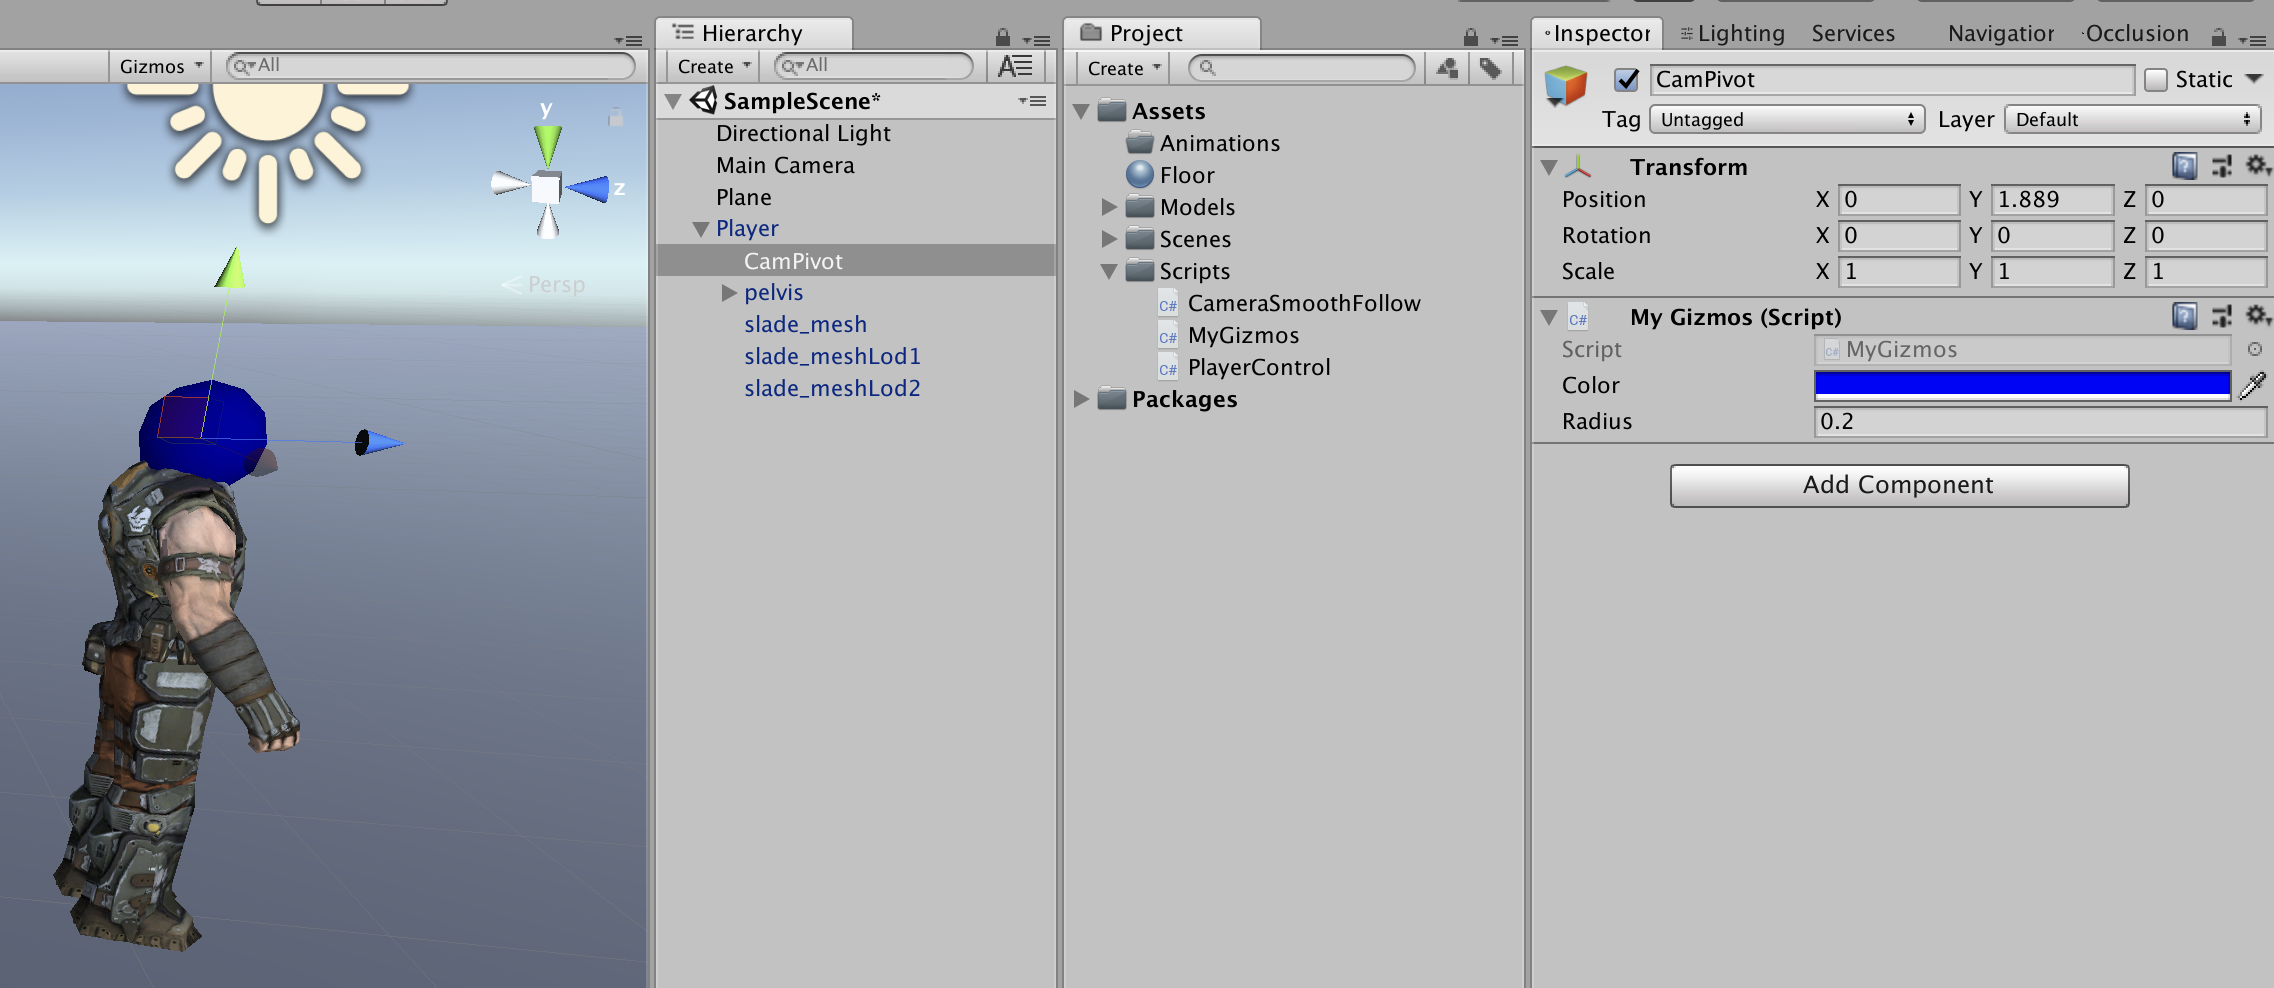 Gizmos
All
y
z
Persp
Hierarchy
Create
All
SampleScene*
Directional Light
Main Camera
Plane
Player
CamPivot
pelvis
slade_mesh
slade_meshLod1
slade_meshLod2
Project
Create
Assets
Animations
Floor
Models
Scenes
Scripts
C# CameraSmoothFollow
C# MyGizmos
C# PlayerControl
Packages
Inspector Lighting Services Navigation Occlusion
CamPivot Static
Tag Untagged Layer Default
Transform
Position X 0 Y 1.889 Z 0
Rotation X 0 Y 0 Z 0
Scale X 1 Y 1 Z 1
C# My Gizmos (Script)
Script C# MyGizmos
Color
Radius 0.2
Add Component